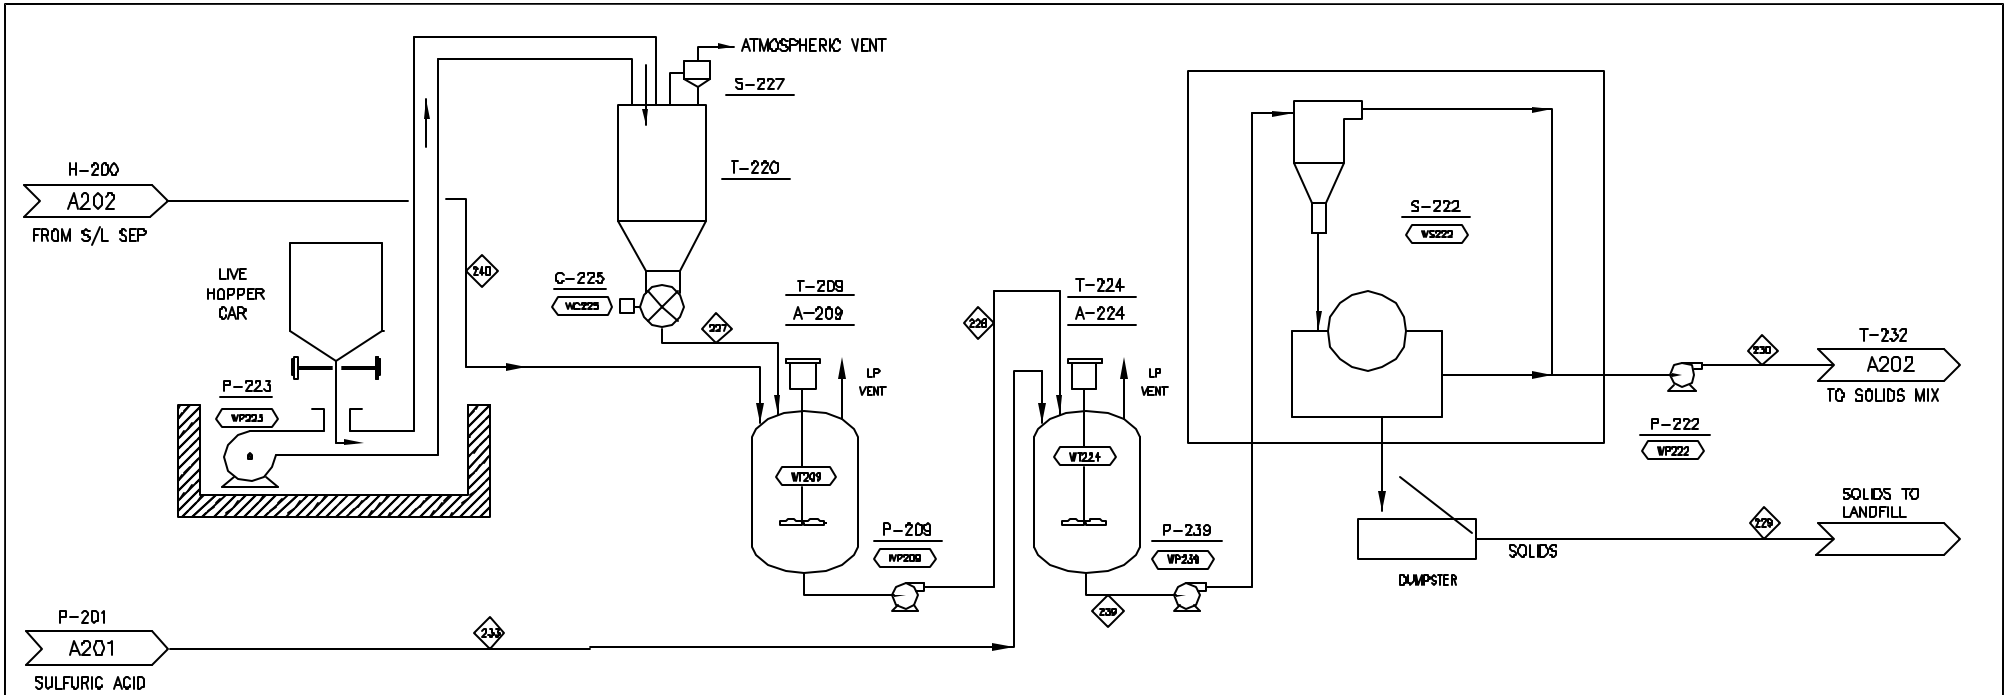 ATMOSPHERIC VENT
S-227
T-220
H-200
A202
FROM S/L SEP
LIVE
HOPPER
CAR
240
C-225
WC225
227
T-209
A-209
LP
VENT
WT209
P-223
WP223
P-209
WP209
228
T-224
A-224
LP
VENT
WT224
P-239
WP239
239
S-222
WS222
230
T-232
A202
TO SOLIDS MIX
P-222
WP222
SOLIDS TO
LANDFILL
229
SOLIDS
DUMPSTER
P-201
A201
SULFURIC ACID
233